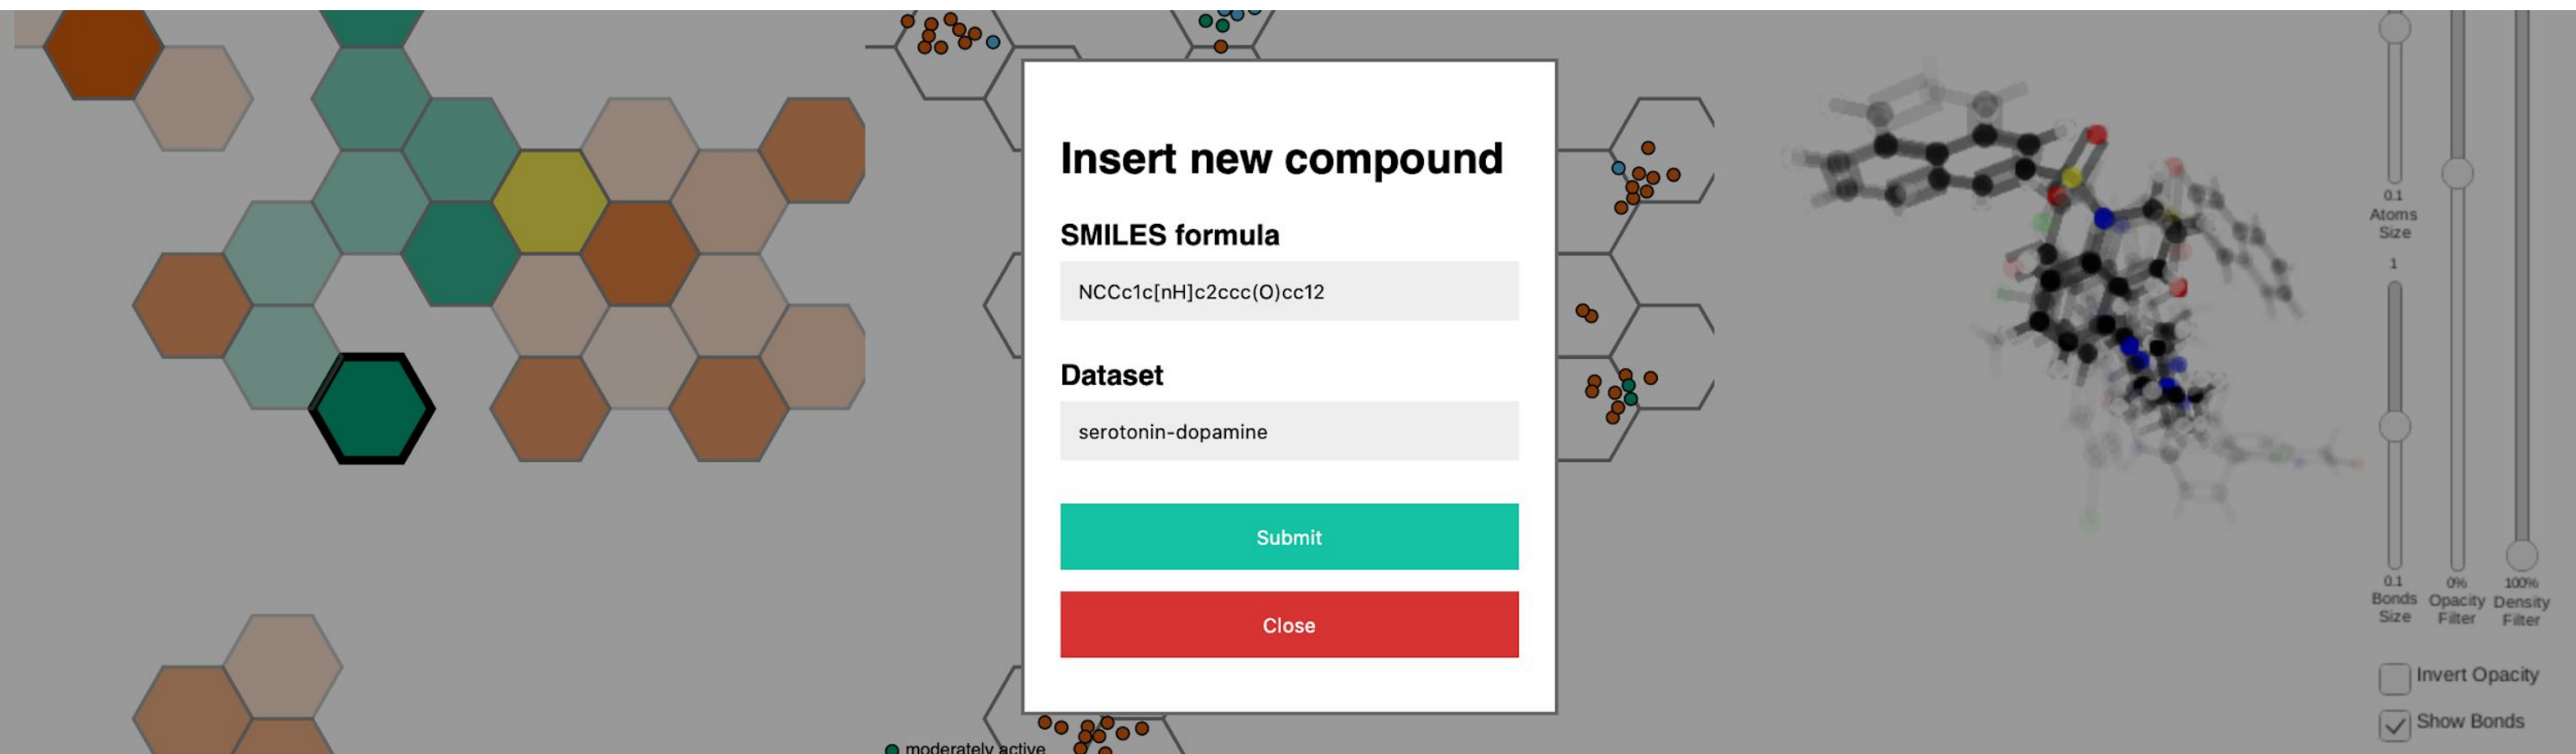 Insert new compound
SMILES formula
NCCc1c[nH]c2ccc(O)cc12
Dataset
serotonin-dopamine
Submit
Close
moderately active
0.1
Atoms
Size
1
0.1
Bonds
Size
0%
Opacity
Filter
100%
Density
Filter
Invert Opacity
Show Bonds